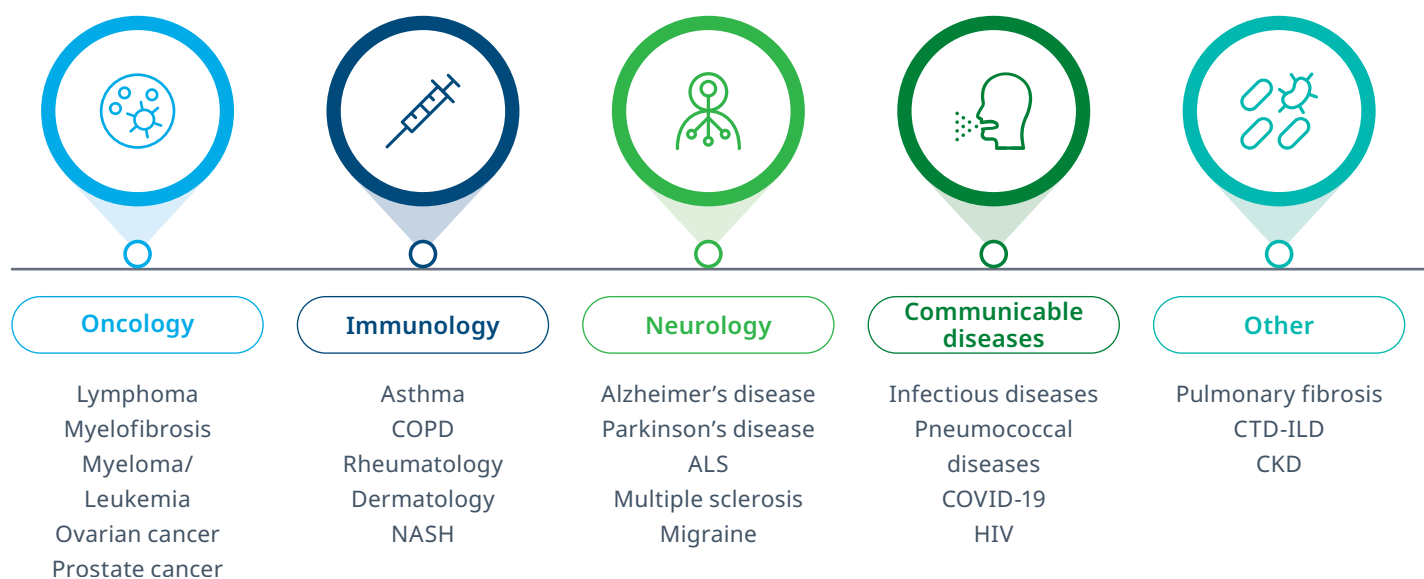 Oncology
Lymphoma
Myelofibrosis
Myeloma/
Leukemia
Ovarian cancer
Prostate cancer
Immunology
Asthma
COPD
Rheumatology
Dermatology
NASH
Neurology
Alzheimer’s disease
Parkinson’s disease
ALS
Multiple sclerosis
Migraine
Communicable
diseases
Infectious diseases
Pneumococcal
diseases
COVID-19
HIV
Other
Pulmonary fibrosis
CTD-ILD
CKD